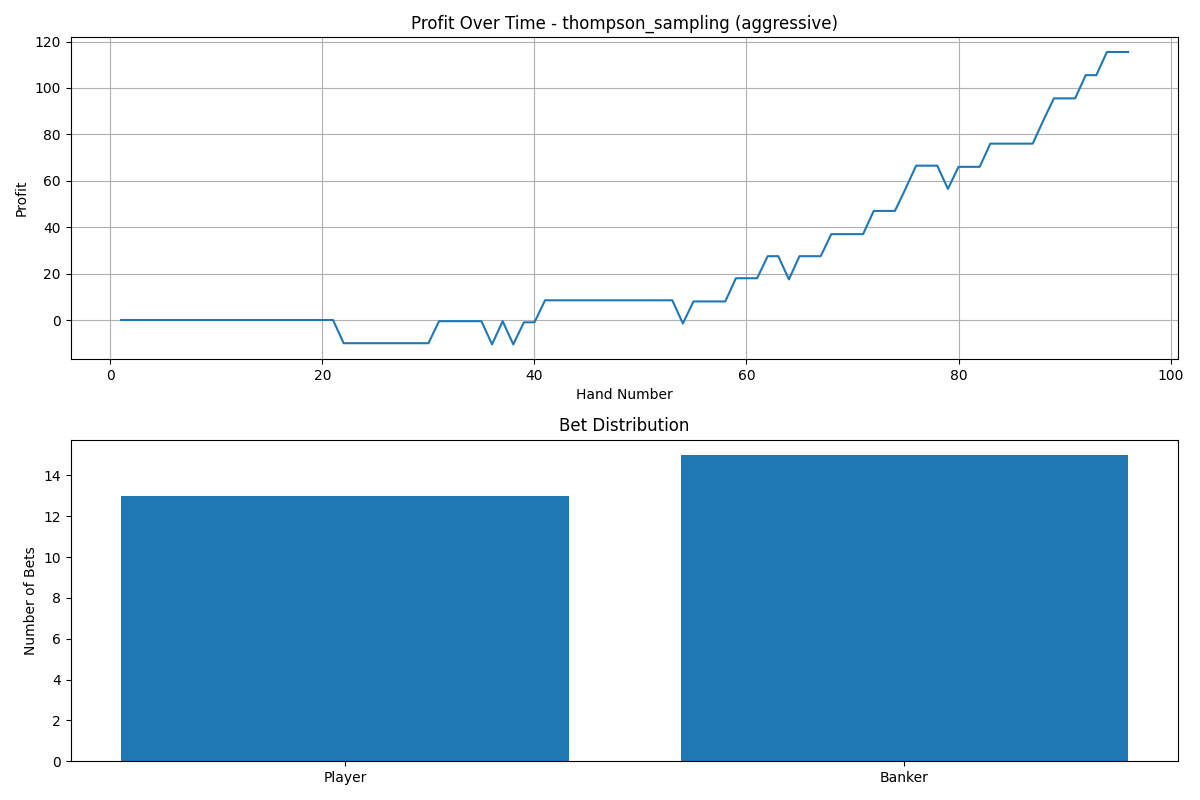 Profit Over Time - thompson_sampling (aggressive)
120
100
80
60
40
20
0
Profit
0 20 40 60 80 100
Hand Number
Bet Distribution
14
12
10
8
6
4
2
0
Number of Bets
Player Banker